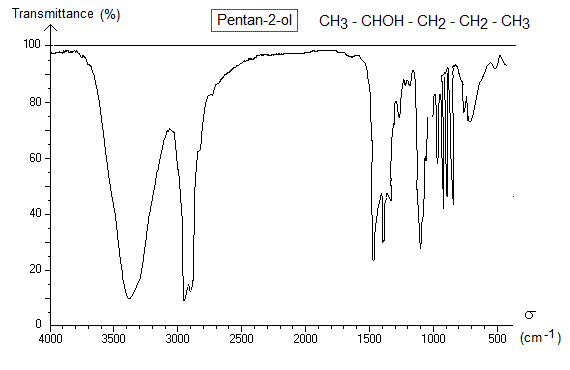 Transmittance (%)
Pentan-2-ol
CH3 - CHOH - CH2 - CH2 - CH3
100
80
60
40
20
0
4000 3500 3000 2500 2000 1500 1000 500
σ
(cm-1)